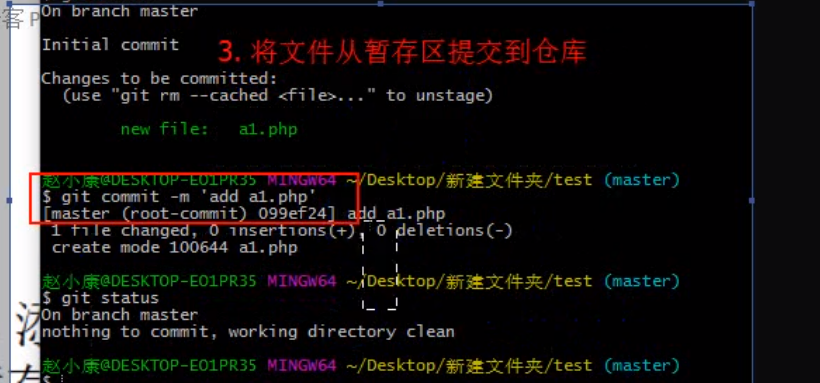 客 P
On branch master
Initial commit
3. 将文件从暂存区提交到仓库
Changes to be committed:
(use "git rm --cached <file>..." to unstage)
new file: a1.php
赵小康@DESKTOP-EO1PR35 MINGW64 ~/Desktop/新建文件夹/test (master)
$ git commit -m 'add a1.php'
[master (root-commit) 099ef24] add a1.php
1 file changed, 0 insertions(+), 0 deletions(-)
create mode 100644 a1.php
赵小康@DESKTOP-EO1PR35 MINGW64 ~/Desktop/新建文件夹/test (master)
$ git status
On branch master
nothing to commit, working directory clean
赵小康@DESKTOP-EO1PR35 MINGW64 ~/Desktop/新建文件夹/test (master)
$